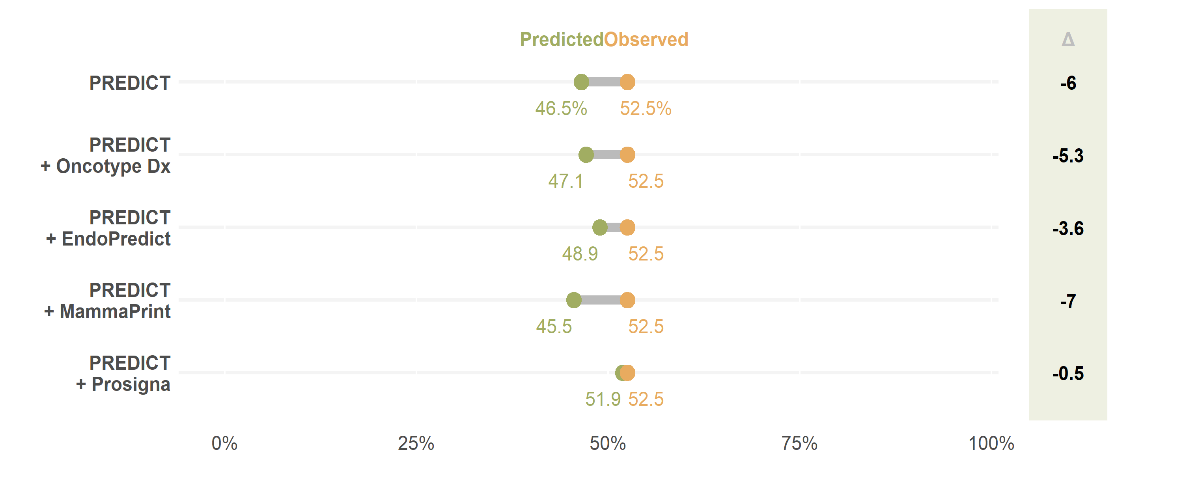 PredictedObserved Δ
PREDICT
46.5% 52.5%
-6
PREDICT
+ Oncotype Dx
47.1 52.5
-5.3
PREDICT
+ EndoPredict
48.9 52.5
-3.6
PREDICT
+ MammaPrint
45.5 52.5
-7
PREDICT
+ Prosigna
51.9 52.5
-0.5
0% 25% 50% 75% 100%